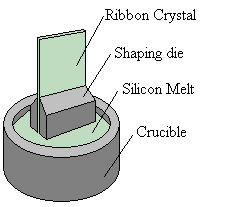 Ribbon Crystal
Shaping die
Silicon Melt
Crucible